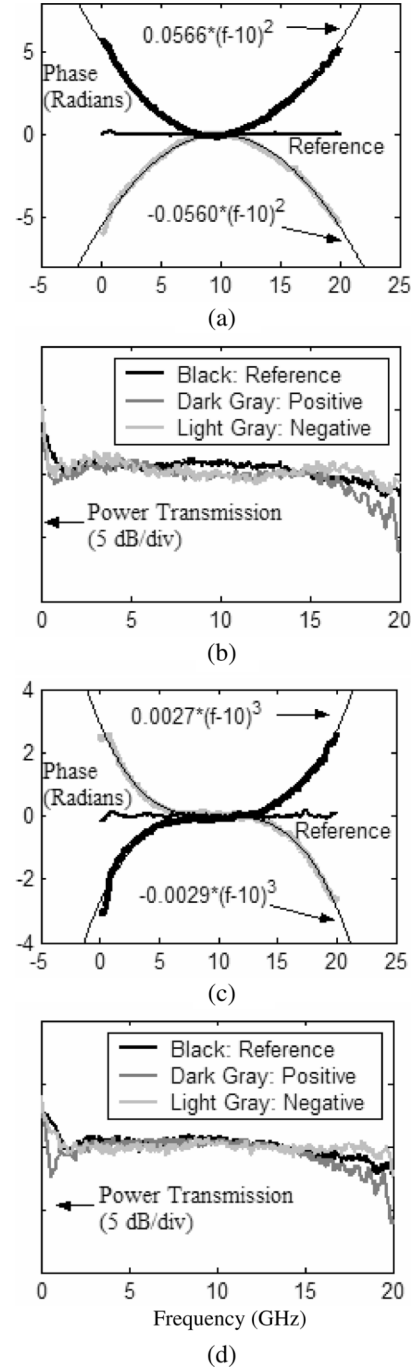 5
0
-5
Phase
(Radians)
0.0566*(f-10)^2
Reference
-0.0560*(f-10)^2
-5 0 5 10 15 20 25
(a)
Black: Reference
Dark Gray: Positive
Light Gray: Negative
Power Transmission
(5 dB/div)
0 5 10 15 20
(b)
4
2
0
-2
-4
0.0027*(f-10)^3
Phase
(Radians)
Reference
-0.0029*(f-10)^3
-5 0 5 10 15 20 25
(c)
Black: Reference
Dark Gray: Positive
Light Gray: Negative
Power Transmission
(5 dB/div)
0 5 10 15 20
Frequency (GHz)
(d)